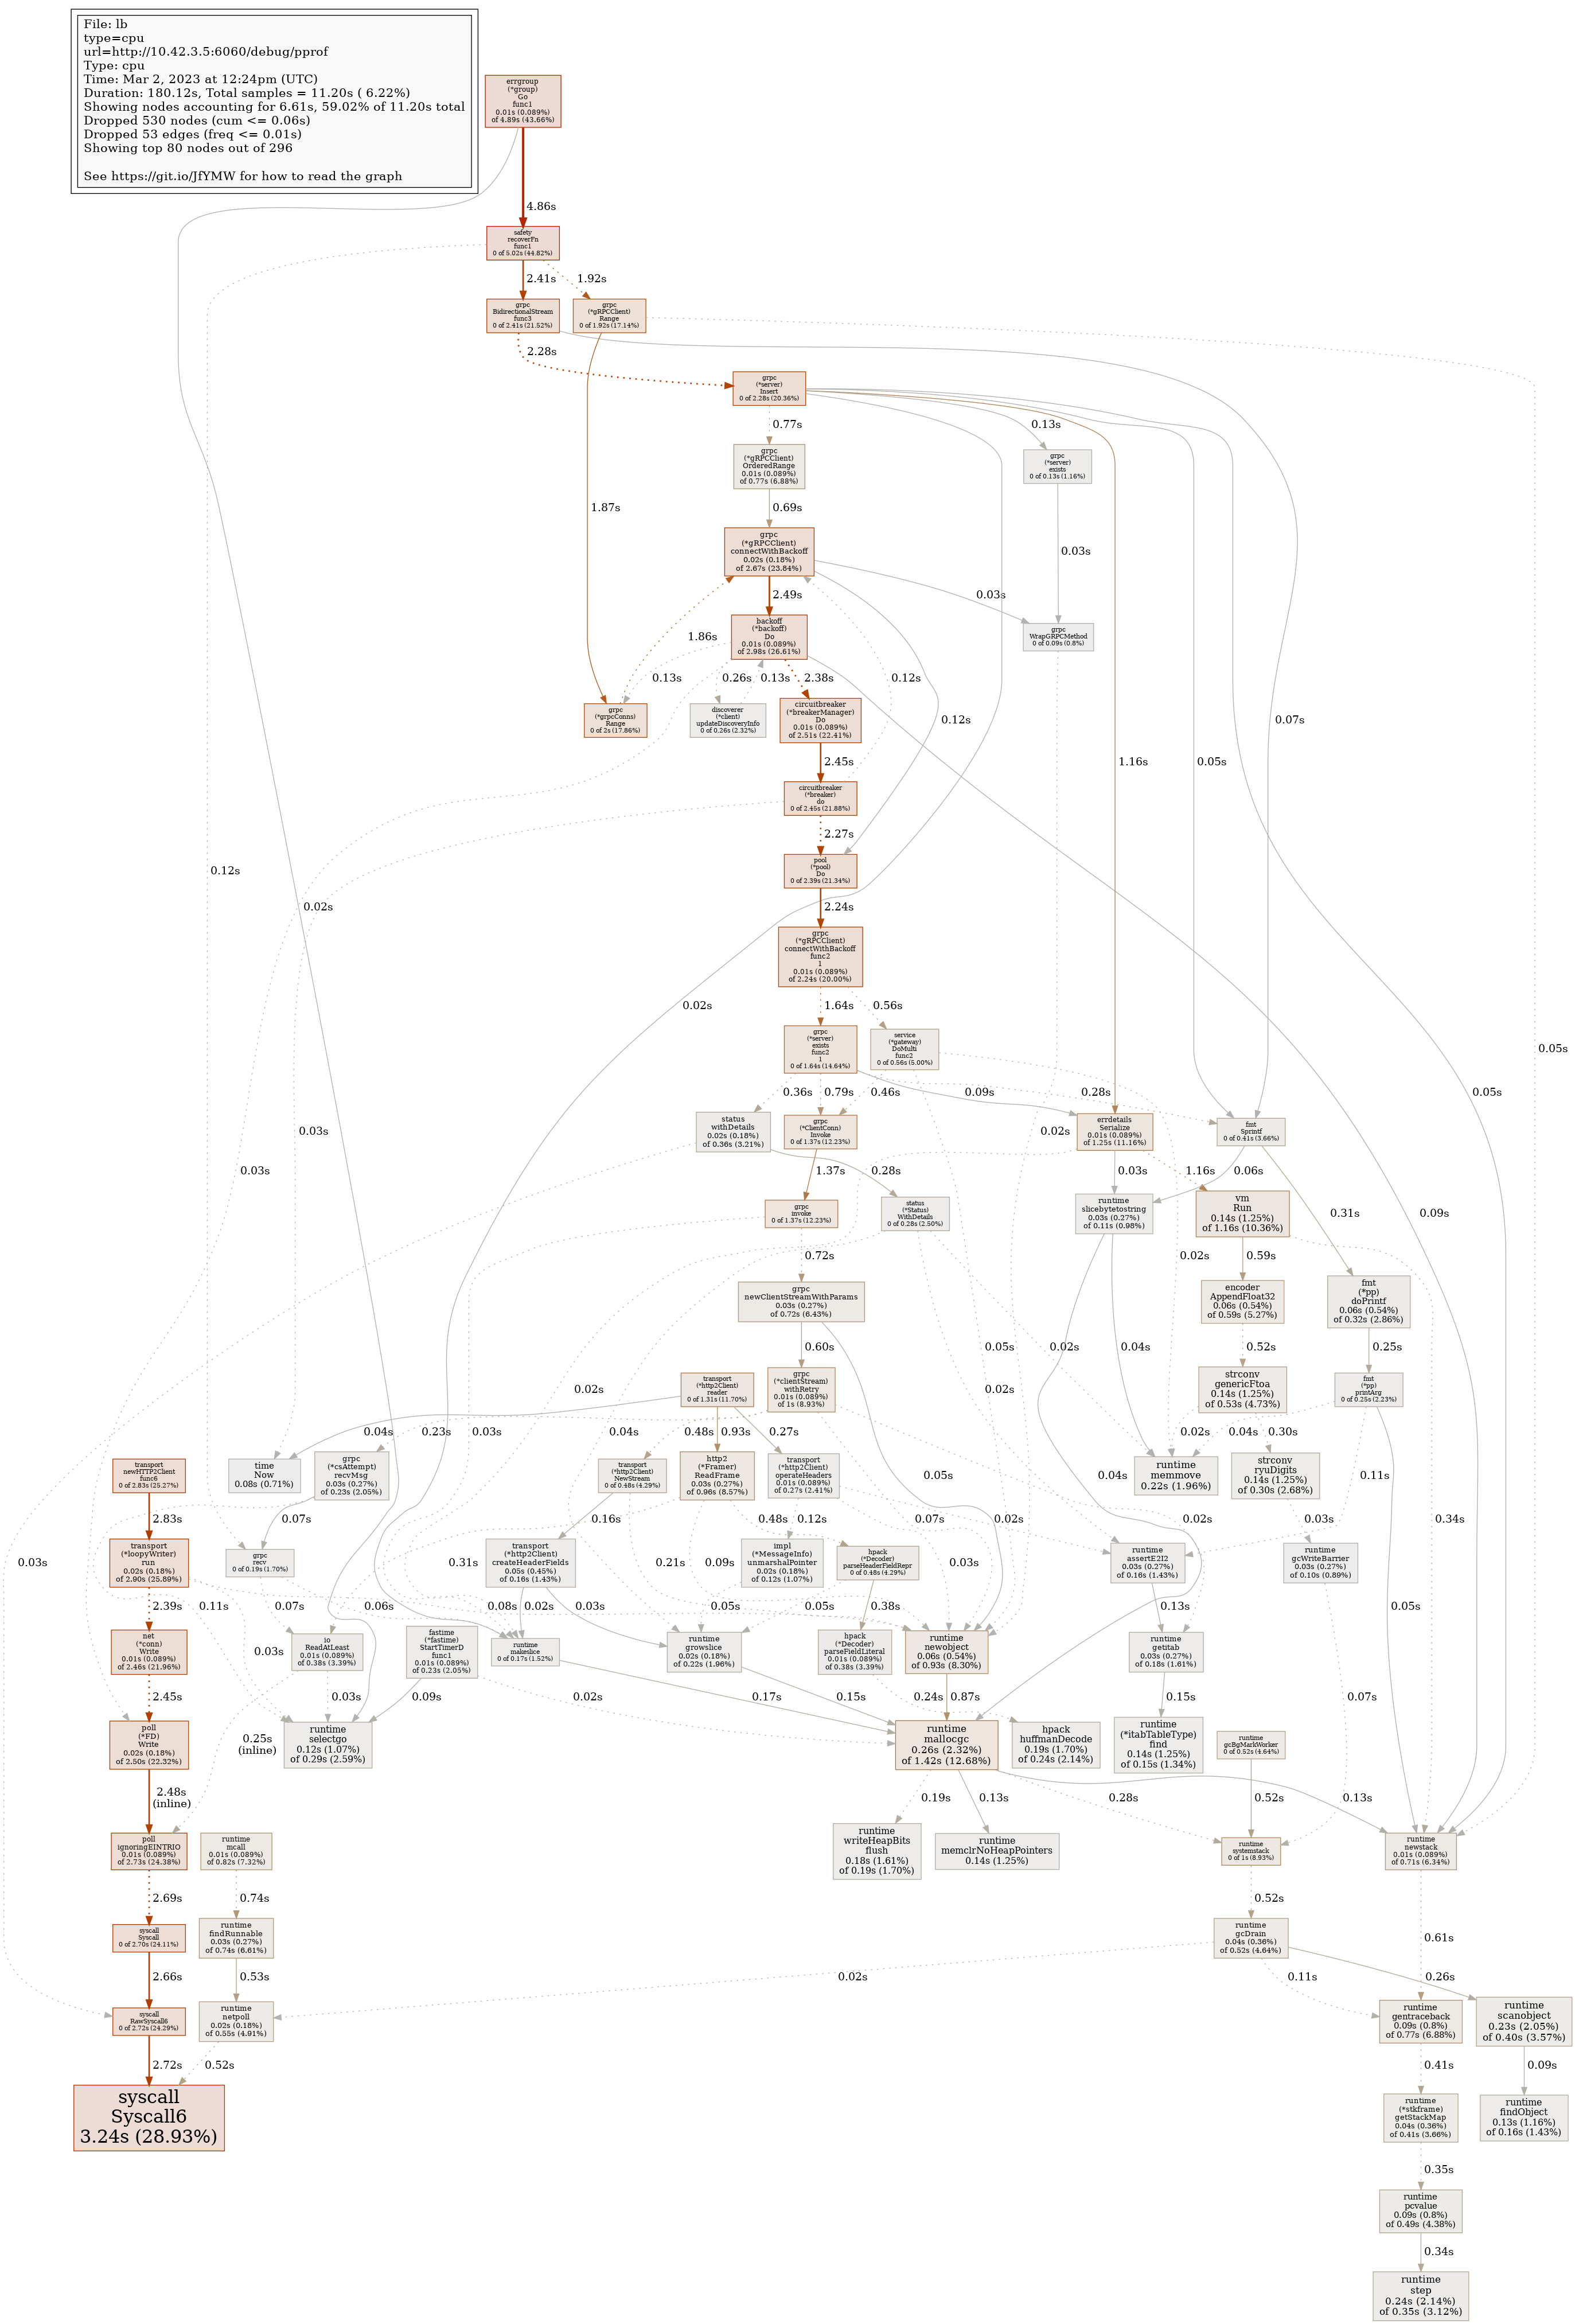 File: lb
type=cpu
url=http://10.42.3.5:6060/debug/pprof
Type: cpu
Time: Mar 2, 2023 at 12:24pm (UTC)
Duration: 180.12s, Total samples = 11.20s ( 6.22%)
Showing nodes accounting for 6.61s, 59.02% of 11.20s total
Dropped 530 nodes (cum <= 0.06s)
Dropped 53 edges (freq <= 0.01s)
Showing top 80 nodes out of 296
See https://git.io/JfYMW for how to read the graph
errgroup
(*group)
Go
func1
0.01s (0.089%)
of 4.89s (43.66%)
4.86s
safety
recoverFn
func1
0 of 5.02s (44.82%)
2.41s
1.92s
grpc
BidirectionalStream
func3
0 of 2.41s (21.52%)
grpc
(*gRPCClient)
Range
0 of 1.92s (17.14%)
2.28s
grpc
(*server)
Insert
0 of 2.28s (20.36%)
0.77s
0.13s
grpc
(*gRPCClient)
OrderedRange
0.01s (0.089%)
of 0.77s (6.88%)
grpc
(*server)
exists
0 of 0.13s (1.16%)
1.87s
0.69s
0.03s
grpc
(*gRPCClient)
connectWithBackoff
0.02s (0.18%)
of 2.67s (23.84%)
2.49s
0.03s
1.86s
backoff
(*backoff)
Do
0.01s (0.089%)
of 2.98s (26.61%)
grpc
WrapGRPCMethod
0 of 0.09s (0.8%)
0.13s
0.26s
0.13s
2.38s
0.12s
0.12s
0.07s
grpc
(*grpcConns)
Range
0 of 2s (17.86%)
discoverer
(*client)
updateDiscoveryInfo
0 of 0.26s (2.32%)
circuitbreaker
(*breakerManager)
Do
0.01s (0.089%)
of 2.51s (22.41%)
2.45s
1.16s
0.05s
circuitbreaker
(*breaker)
do
0 of 2.45s (21.88%)
2.27s
0.12s
pool
(*pool)
Do
0 of 2.39s (21.34%)
0.02s
2.24s
grpc
(*gRPCClient)
connectWithBackoff
func2
1
0.01s (0.089%)
of 2.24s (20.00%)
0.02s
1.64s
0.56s
grpc
(*server)
exists
func2
1
0 of 1.64s (14.64%)
service
(*gateway)
DoMulti
func2
0 of 0.56s (5.00%)
0.05s
0.36s
0.79s
0.46s
0.09s
0.28s
0.05s
status
withDetails
0.02s (0.18%)
of 0.36s (3.21%)
grpc
(*ClientConn)
Invoke
0 of 1.37s (12.23%)
errdetails
Serialize
0.01s (0.089%)
of 1.25s (11.16%)
fmt
Sprintf
0 of 0.41s (3.66%)
0.03s
0.03s
1.37s
0.28s
0.02s
0.03s
1.16s
0.06s
grpc
invoke
0 of 1.37s (12.23%)
status
(*Status)
WithDetails
0 of 0.28s (2.50%)
runtime
slicebytetostring
0.03s (0.27%)
of 0.11s (0.98%)
vm
Run
0.14s (1.25%)
of 1.16s (10.36%)
0.31s
0.09s
0.72s
0.02s
0.59s
grpc
newClientStreamWithParams
0.03s (0.27%)
of 0.72s (6.43%)
encoder
AppendFloat32
0.06s (0.54%)
of 0.59s (5.27%)
fmt
(*pp)
doPrintf
0.06s (0.54%)
of 0.32s (2.86%)
0.60s
0.05s
0.02s
0.04s
0.52s
0.25s
transport
(*http2Client)
reader
0 of 1.31s (11.70%)
grpc
(*clientStream)
withRetry
0.01s (0.089%)
of 1s (8.93%)
0.02s
0.02s
strconv
genericFtoa
0.14s (1.25%)
of 0.53s (4.73%)
fmt
(*pp)
printArg
0 of 0.25s (2.23%)
0.04s
0.23s
0.03s
0.04s
0.48s
0.93s
0.27s
0.02s
0.04s
0.30s
transport
newHTTP2Client
func6
0 of 2.83s (25.27%)
time
Now
0.08s (0.71%)
grpc
(*csAttempt)
recvMsg
0.03s (0.27%)
of 0.23s (2.05%)
transport
(*http2Client)
NewStream
0 of 0.48s (4.29%)
http2
(*Framer)
ReadFrame
0.03s (0.27%)
of 0.96s (8.57%)
transport
(*http2Client)
operateHeaders
0.01s (0.089%)
of 0.27s (2.41%)
0.05s
runtime
memmove
0.22s (1.96%)
strconv
ryuDigits
0.14s (1.25%)
of 0.30s (2.68%)
0.04s
0.11s
2.83s
0.07s
0.16s
0.48s
0.12s
0.07s
0.02s
0.02s
0.03s
0.34s
transport
(*loopyWriter)
run
0.02s (0.18%)
of 2.90s (25.89%)
grpc
recv
0 of 0.19s (1.70%)
0.03s
0.31s
transport
(*http2Client)
createHeaderFields
0.05s (0.45%)
of 0.16s (1.43%)
0.21s
0.09s
impl
(*MessageInfo)
unmarshalPointer
0.02s (0.18%)
of 0.12s (1.07%)
hpack
(*Decoder)
parseHeaderFieldRepr
0 of 0.48s (4.29%)
0.03s
runtime
assertE2I2
0.03s (0.27%)
of 0.16s (1.43%)
runtime
gcWriteBarrier
0.03s (0.27%)
of 0.10s (0.89%)
2.39s
0.11s
0.07s
0.06s
0.08s
0.02s
0.03s
0.05s
0.05s
0.38s
0.13s
0.05s
net
(*conn)
Write
0.01s (0.089%)
of 2.46s (21.96%)
0.03s
io
ReadAtLeast
0.01s (0.089%)
of 0.38s (3.39%)
fastime
(*fastime)
StartTimerD
func1
0.01s (0.089%)
of 0.23s (2.05%)
runtime
makeslice
0 of 0.17s (1.52%)
runtime
growslice
0.02s (0.18%)
of 0.22s (1.96%)
hpack
(*Decoder)
parseFieldLiteral
0.01s (0.089%)
of 0.38s (3.39%)
runtime
newobject
0.06s (0.54%)
of 0.93s (8.30%)
runtime
getitab
0.03s (0.27%)
of 0.18s (1.61%)
2.45s
0.03s
0.09s
0.02s
0.17s
0.15s
0.24s
0.87s
0.15s
0.07s
poll
(*FD)
Write
0.02s (0.18%)
of 2.50s (22.32%)
0.25s
(inline)
runtime
selectgo
0.12s (1.07%)
of 0.29s (2.59%)
runtime
mallocgc
0.26s (2.32%)
of 1.42s (12.68%)
hpack
huffmanDecode
0.19s (1.70%)
of 0.24s (2.14%)
runtime
(*itabTableType)
find
0.14s (1.25%)
of 0.15s (1.34%)
runtime
gcBgMarkWorker
0 of 0.52s (4.64%)
2.48s
(inline)
0.19s
0.13s
0.28s
0.52s
0.13s
poll
ignoringEINTRIO
0.01s (0.089%)
of 2.73s (24.38%)
runtime
mcall
0.01s (0.089%)
of 0.82s (7.32%)
runtime
writeHeapBits
flush
0.18s (1.61%)
of 0.19s (1.70%)
runtime
memclrNoHeapPointers
0.14s (1.25%)
runtime
systemstack
0 of 1s (8.93%)
runtime
newstack
0.01s (0.089%)
of 0.71s (6.34%)
2.69s
0.74s
0.52s
syscall
Syscall
0 of 2.70s (24.11%)
runtime
findRunnable
0.03s (0.27%)
of 0.74s (6.61%)
runtime
gcDrain
0.04s (0.36%)
of 0.52s (4.64%)
0.61s
2.66s
0.53s
0.02s
0.11s
0.26s
syscall
RawSyscall6
0 of 2.72s (24.29%)
runtime
netpoll
0.02s (0.18%)
of 0.55s (4.91%)
runtime
gentraceback
0.09s (0.8%)
of 0.77s (6.88%)
runtime
scanobject
0.23s (2.05%)
of 0.40s (3.57%)
2.72s
0.52s
0.41s
0.09s
syscall
Syscall6
3.24s (28.93%)
runtime
(*stkframe)
getStackMap
0.04s (0.36%)
of 0.41s (3.66%)
runtime
findObject
0.13s (1.16%)
of 0.16s (1.43%)
0.35s
runtime
pcvalue
0.09s (0.8%)
of 0.49s (4.38%)
0.34s
runtime
step
0.24s (2.14%)
of 0.35s (3.12%)